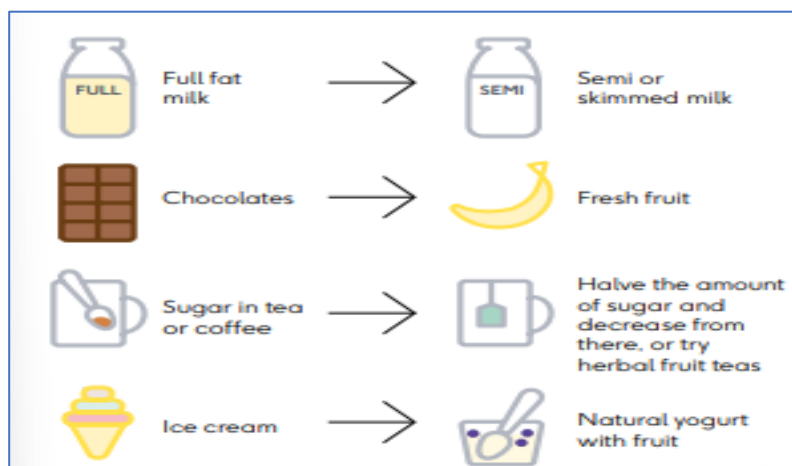 FULL
Full fat
milk
SEMI
Semi or
skimmed milk
Chocolates
Fresh fruit
Sugar in tea
or coffee
Halve the amount
of sugar and
decrease from
there, or try
herbal fruit teas
Ice cream
Natural yogurt
with fruit